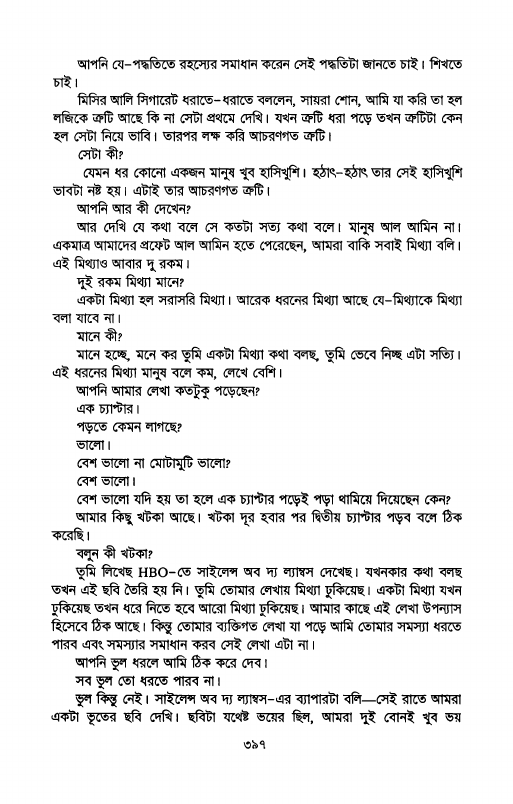 আপনি যে–পদ্ধতিতে রহস্যের সমাধান করেন সেই পদ্ধতিটা জানতে চাই। শিখতে
চাই।
মিসির আলি সিগারেট ধরাতে–ধরাতে বললেন, সায়রা শোন, আমি যা করি তা হল
লজিকে ত্রুটি আছে কি না সেটা প্রথমে দেখি। যখন ত্রুটি ধরা পড়ে তখন ত্রুটিটা কেন
হল সেটা নিয়ে ভাবি। তারপর লক্ষ করি আচরণগত ত্রুটি।
সেটা কী?
যেমন ধর কোনো একজন মানুষ খুব হাসিখুশি। হঠাৎ–হঠাৎ তার সেই হাসিখুশি
ভাবটা নষ্ট হয়। এটাই তার আচরণগত ত্রুটি।
আপনি আর কী দেখেন?
আর দেখি যে কথা বলে সে কতটা সত্য কথা বলে। মানুষ আল আমিন না।
একমাত্র আমাদের প্রফেট আল আমিন হতে পেরেছেন, আমরা বাকি সবাই মিথ্যা বলি।
এই মিথ্যাও আবার দু রকম।
দুই রকম মিথ্যা মানে?
একটা মিথ্যা হল সরাসরি মিথ্যা। আরেক ধরনের মিথ্যা আছে যে–মিথ্যাকে মিথ্যা
বলা যাবে না।
মানে কী?
মানে হচ্ছে, মনে কর তুমি একটা মিথ্যা কথা বলছ, তুমি ভেবে নিচ্ছ এটা সত্যি।
এই ধরনের মিথ্যা মানুষ বলে কম, লেখে বেশি।
আপনি আমার লেখা কতটুকু পড়েছেন?
এক চ্যাপ্টার।
পড়তে কেমন লাগছে?
ভালো।
বেশ ভালো না মোটামুটি ভালো?
বেশ ভালো।
বেশ ভালো যদি হয় তা হলে এক চ্যাপ্টার পড়েই পড়া থামিয়ে দিয়েছেন কেন?
আমার কিছু খটকা আছে। খটকা দূর হবার পর দ্বিতীয় চ্যাপ্টার পড়ব বলে ঠিক
করেছি।
বলুন কী খটকা?
তুমি লিখেছ HBO–তে সাইলেন্স অব দ্য ল্যাম্বস দেখেছ। যখনকার কথা বলছ
তখন এই ছবি তৈরি হয় নি। তুমি তোমার লেখায় মিথ্যা ঢুকিয়েছ। একটা মিথ্যা যখন
ঢুকিয়েছ তখন ধরে নিতে হবে আরো মিথ্যা ঢুকিয়েছ। আমার কাছে এই লেখা উপন্যাস
হিসেবে ঠিক আছে। কিন্তু তোমার ব্যক্তিগত লেখা যা পড়ে আমি তোমার সমস্যা ধরতে
পারব এবং সমস্যার সমাধান করব সেই লেখা এটা না।
আপনি ভুল ধরলে আমি ঠিক করে দেব।
সব ভুল তো ধরতে পারব না।
ভুল কিন্তু নেই। সাইলেন্স অব দ্য ল্যাম্বস–এর ব্যাপারটা বলি—সেই রাতে আমরা
একটা ভূতের ছবি দেখি। ছবিটা যথেষ্ট ভয়ের ছিল, আমরা দুই বোনই খুব ভয়
৩৯৭